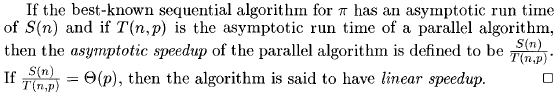 If the best-known sequential algorithm for π has an asymptotic run time
of S(n) and if T(n,p) is the asymptotic run time of a parallel algorithm,
then the asymptotic speedup of the parallel algorithm is defined to be S(n)/T(n,p).
If S(n)/T(n,p) = Θ(p), then the algorithm is said to have linear speedup. □